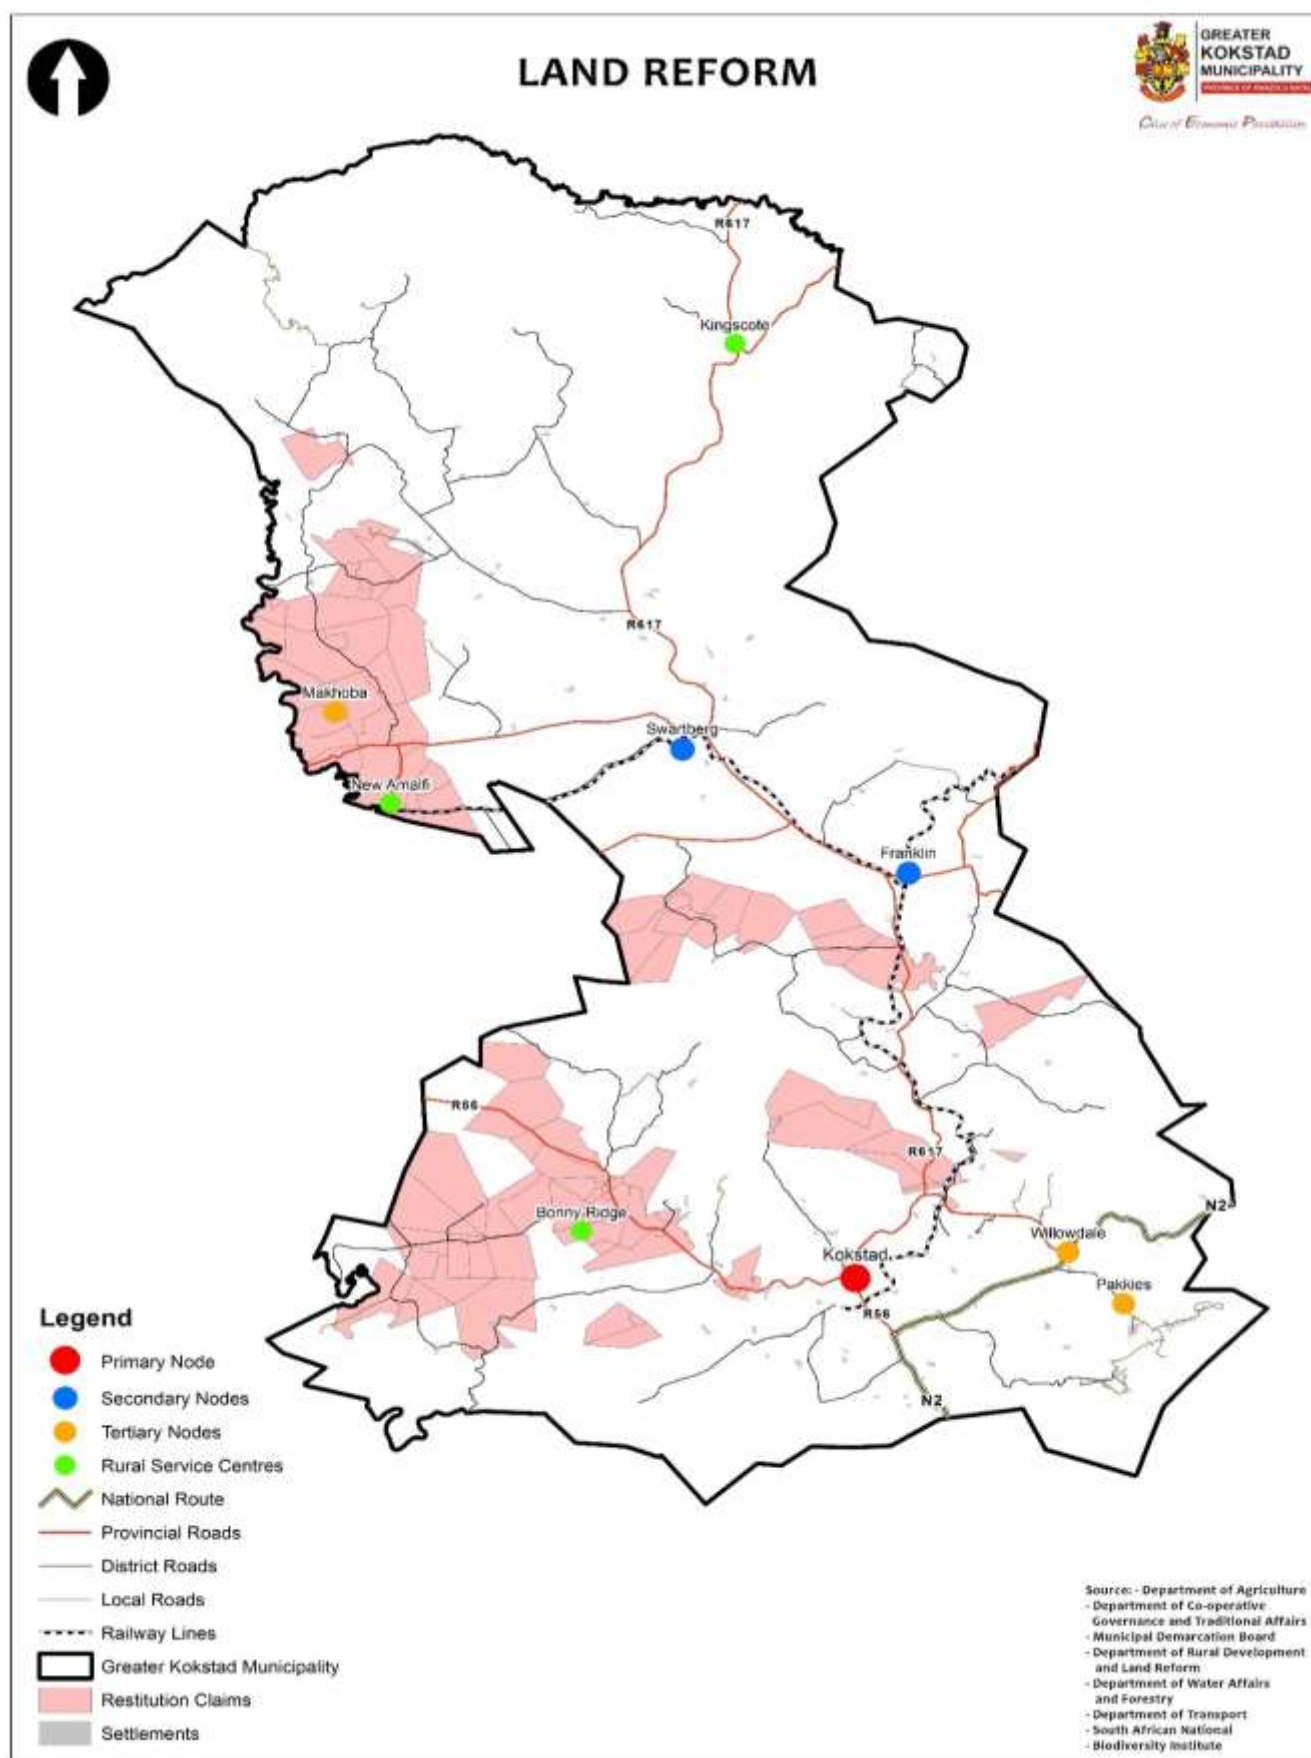 LAND REFORM
GREATER
KOKSTAD
MUNICIPALITY
R617
Kingscote
R617
Makhoba
Swartberg
New Amalfi
Franklin
R56
R617
Bonny Ridge
N2
Willowdale
Kokstad
Pakkies
R56
N2
Legend
Primary Node
Secondary Nodes
Tertiary Nodes
Rural Service Centres
National Route
Provincial Roads
District Roads
Local Roads
Railway Lines
Greater Kokstad Municipality
Restitution Claims
Settlements
Source: - Department of Agriculture
- Department of Co-operative
Governance and Traditional Affairs
- Municipal Demarcation Board
- Department of Rural Development
and Land Reform
- Department of Water Affairs
and Forestry
- Department of Transport
- South African National
- Biodiversity Institute